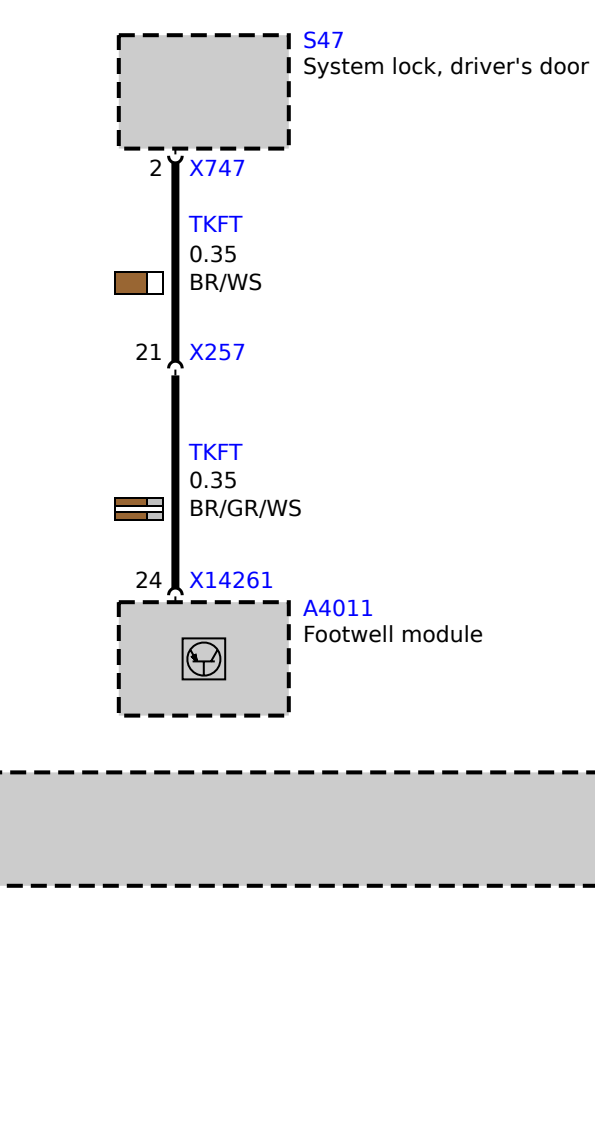 S47
System lock, driver's door
2 X747
TKFT
0.35
BR/WS
21 X257
TKFT
0.35
BR/GR/WS
24 X14261
A4011
Footwell module